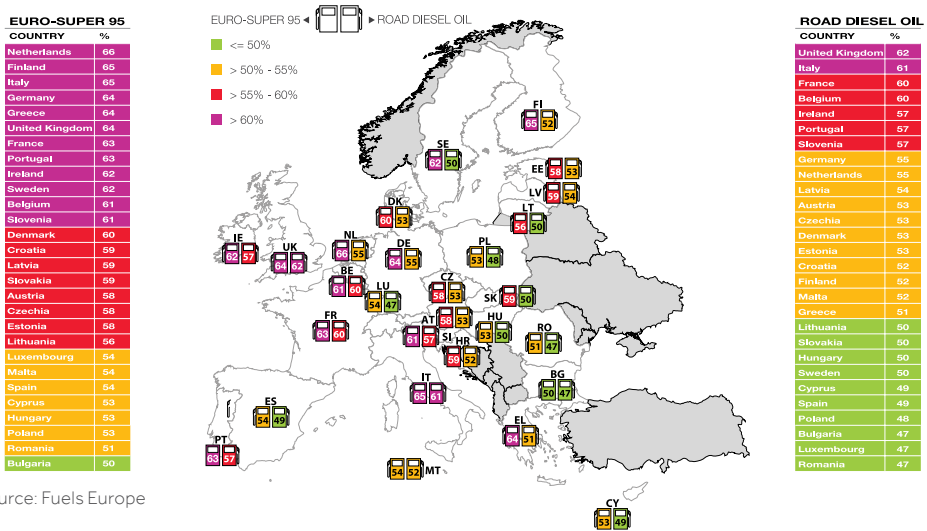 EURO-SUPER 95
COUNTRY %
Netherlands 66
Finland 65
Italy 65
Germany 64
Greece 64
United Kingdom 64
France 63
Portugal 63
Ireland 62
Sweden 62
Belgium 61
Slovenia 61
Denmark 60
Croatia 59
Latvia 59
Slovakia 59
Austria 58
Czechia 58
Estonia 58
Lithuania 56
Luxembourg 54
Malta 54
Spain 54
Cyprus 53
Hungary 53
Poland 53
Romania 51
Bulgaria 50
urce: Fuels Europe
EURO-SUPER 95 ROAD DIESEL OIL
<= 50%
> 50% - 55%
> 55% - 60%
> 60%
FI
65 52
SE
62 50
EE 58 53
LV 59 54
DK
60 53
LT
56 50
IE
62 57
UK
64 62
NL
66 55
DE
64 55
PL
53 48
BE
61 60
LU
54 47
CZ
58 53
SK 59 50
FR
63 60
AT
58 53
61 57
SI
HU
53 50
RO
51 47
HR
59 52
IT
65 61
BG
50 47
ES
54 49
EL
64 51
PT
63 57
54 52 MT
CY
53 49
ROAD DIESEL OIL
COUNTRY %
United Kingdom 62
Italy 61
France 60
Belgium 60
Ireland 57
Portugal 57
Slovenia 57
Germany 55
Netherlands 55
Latvia 54
Austria 53
Czechia 53
Denmark 53
Estonia 53
Croatia 52
Finland 52
Malta 52
Greece 51
Lithuania 50
Slovakia 50
Hungary 50
Sweden 50
Cyprus 49
Spain 49
Poland 48
Bulgaria 47
Luxembourg 47
Romania 47